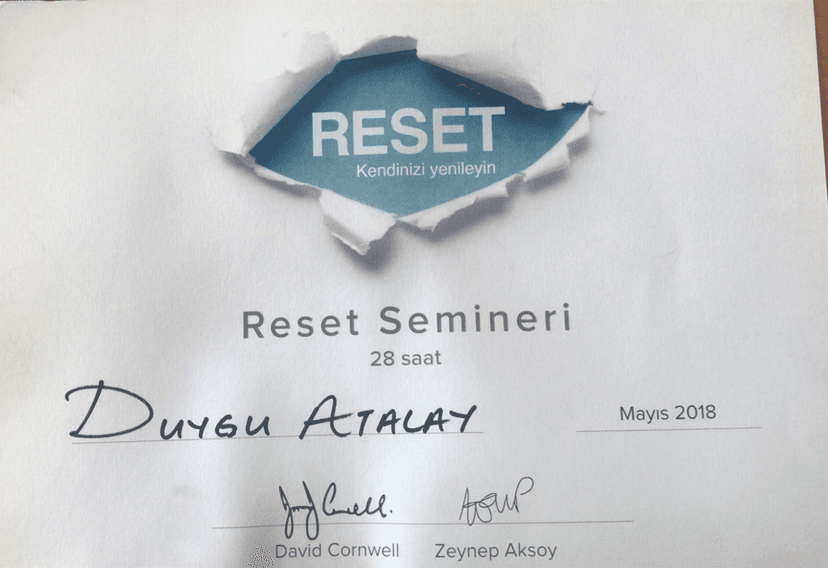 RESET
Kendinizi yenileyin
Reset Semineri
28 saat
DUYGU ATALAY
Mayıs 2018
David Cornwell Zeynep Aksoy